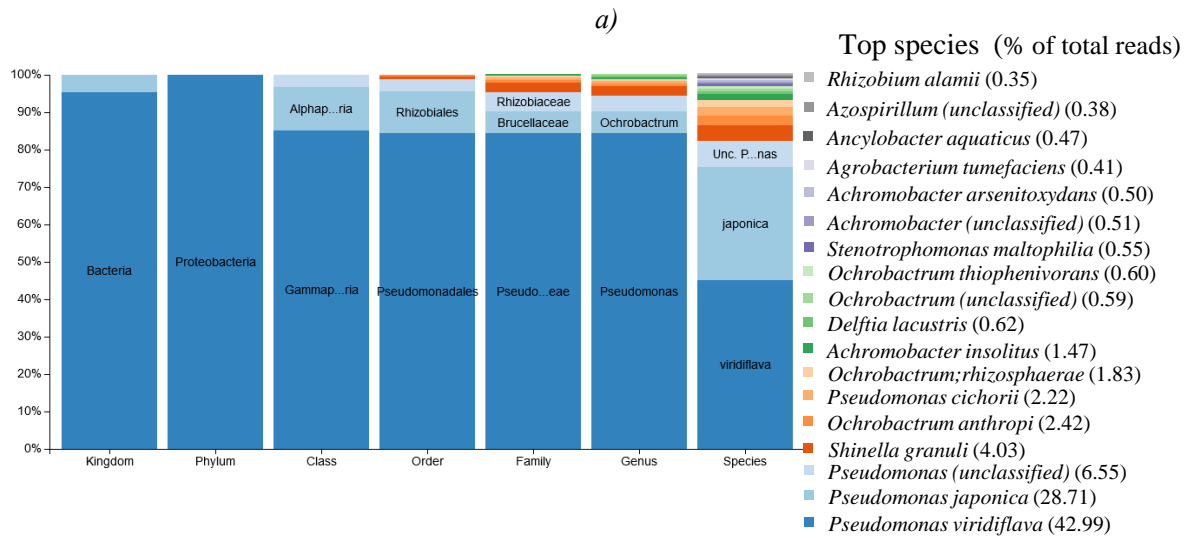 a)
Top species (% of total reads)
100%
90%
80%
70%
60%
50%
40%
30%
20%
10%
0%
Bacteria
Proteobacteria
Alphap...ria
Gammap...ria
Rhizobiales
Pseudomonadales
Rhizobiaceae
Brucellaceae
Pseudo...eae
Ochrobactrum
Pseudomonas
Unc. P...nas
japonica
viridiflava
Kingdom
Phylum
Class
Order
Family
Genus
Species
Rhizobium alamii (0.35)
Azospirillum (unclassified) (0.38)
Ancylobacter aquaticus (0.47)
Agrobacterium tumefaciens (0.41)
Achromobacter arsenitoxydans (0.50)
Achromobacter (unclassified) (0.51)
Stenotrophomonas maltophilia (0.55)
Ochrobactrum thiophenivorans (0.60)
Ochrobactrum (unclassified) (0.59)
Delftia lacustris (0.62)
Achromobacter insolitus (1.47)
Ochrobactrum;rhizosphaerae (1.83)
Pseudomonas cichorii (2.22)
Ochrobactrum anthropi (2.42)
Shinella granuli (4.03)
Pseudomonas (unclassified) (6.55)
Pseudomonas japonica (28.71)
Pseudomonas viridiflava (42.99)